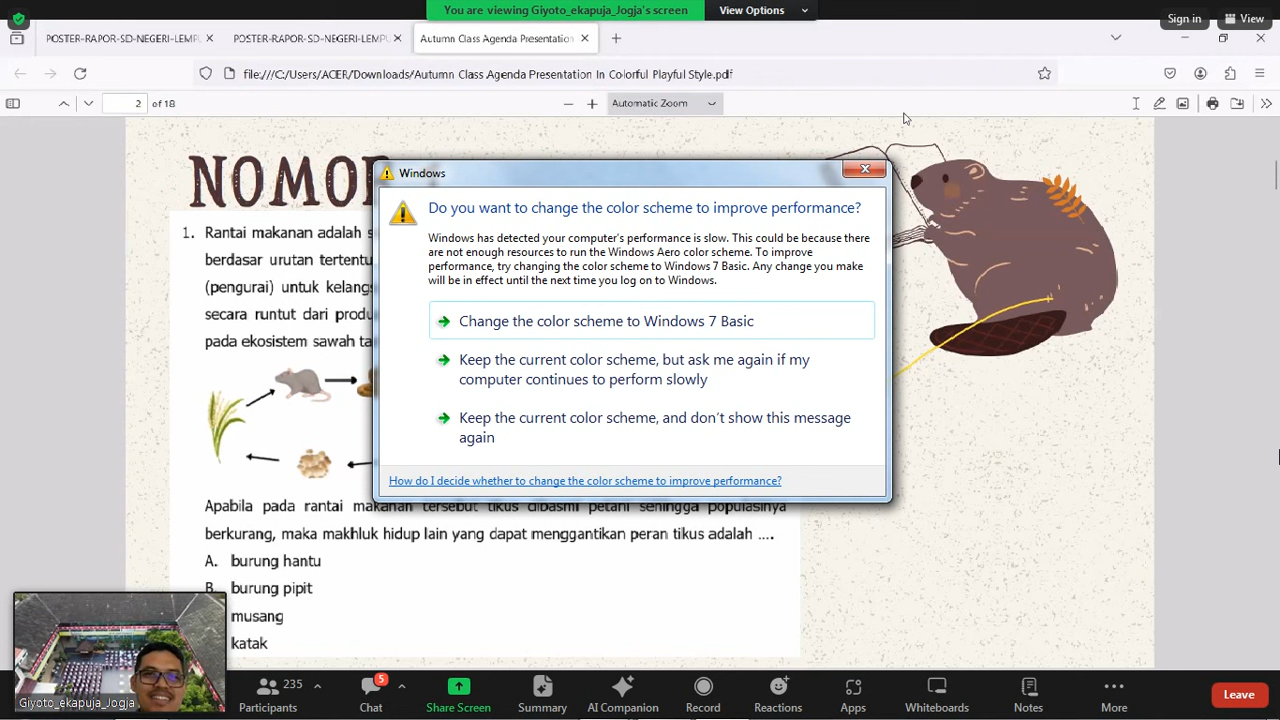 You are viewing Giyoto_ekapuja_Jogja's screen
View Options
Sign in
View
POSTER-RAPOR-SD-NEGERI-LEMPU
POSTER-RAPOR-SD-NEGERI-LEMPU
Autumn Class Agenda Presentation
file:///C:/Users/ACER/Downloads/Autumn Class Agenda Presentation In Colorful Playful Style.pdf
2 of 18
Automatic Zoom
NOMOR
Windows
Do you want to change the color scheme to improve performance?
Windows has detected your computer's performance is slow. This could be because there
are not enough resources to run the Windows Aero color scheme. To improve
performance, try changing the color scheme to Windows 7 Basic. Any change you make
will be in effect until the next time you log on to Windows.
Change the color scheme to Windows 7 Basic
Keep the current color scheme, but ask me again if my
computer continues to perform slowly
Keep the current color scheme, and don't show this message
again
How do I decide whether to change the color scheme to improve performance?
1. Rantai makanan adalah
berdasar urutan tertentu
(pengurai) untuk
secara runtut dari
pada ekosistem sawah
Apabila pada rantai makanan tersebut tikus dibasmi petani sehingga populasinya
berkurang, maka makhluk hidup lain yang dapat menggantikan peran tikus adalah ....
A. burung hantu
B. burung pipit
musang
katak
Giyoto_ekapuja_Jogja
235
Participants
5
Chat
Share Screen
Summary
AI Companion
Record
Reactions
Apps
Whiteboards
Notes
More
Leave